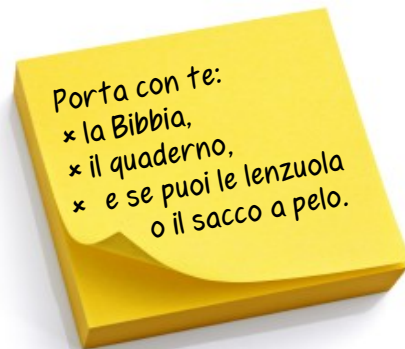 Porta con te:
× la Bibbia,
× il quaderno,
× e se puoi le lenzuola
o il sacco a pelo.